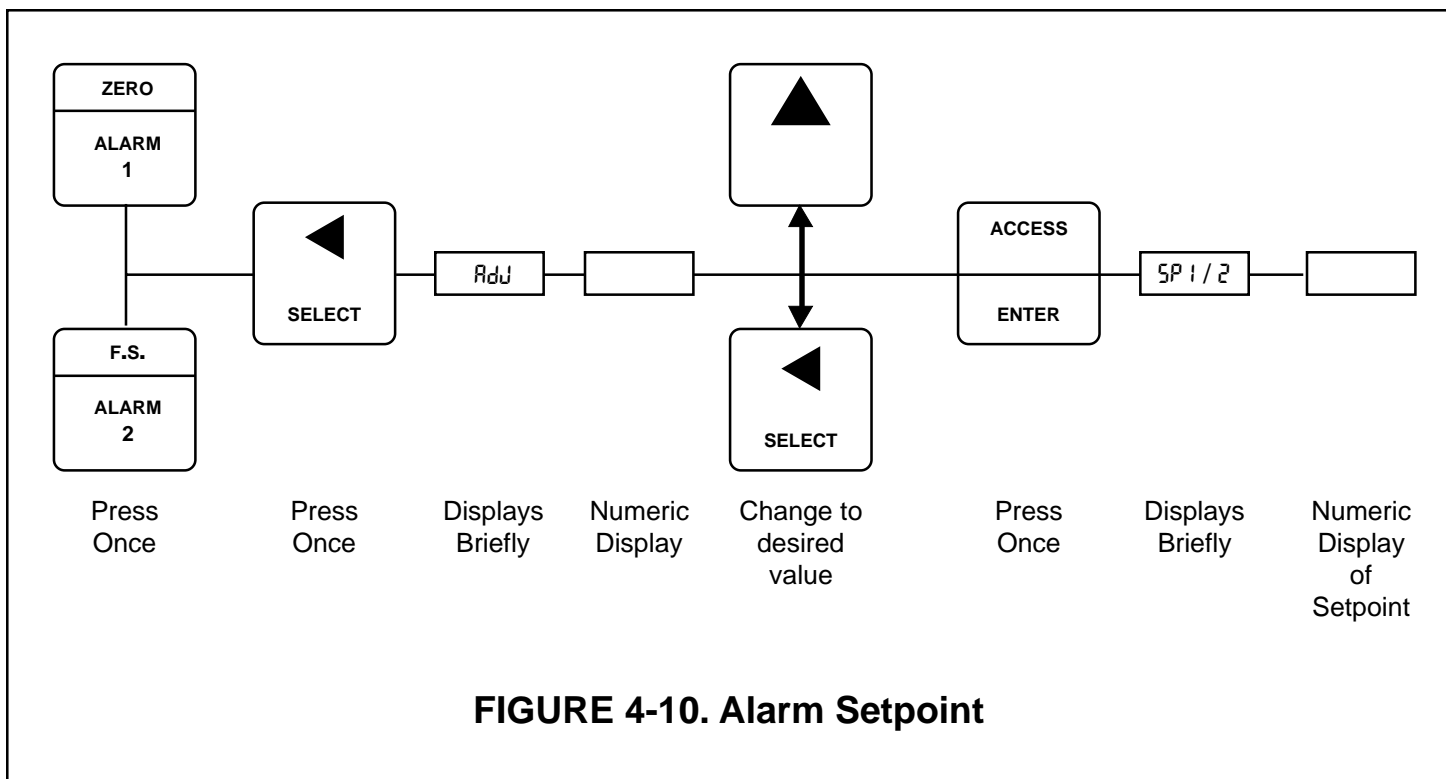 ZERO
ALARM
1
F.S.
ALARM
2
SELECT
AdJ
SELECT
ACCESS
ENTER
SP1/2
Press
Once
Press
Once
Displays
Briefly
Numeric
Display
Change to
desired
value
Press
Once
Displays
Briefly
Numeric
Display
of
Setpoint
FIGURE 4-10. Alarm Setpoint